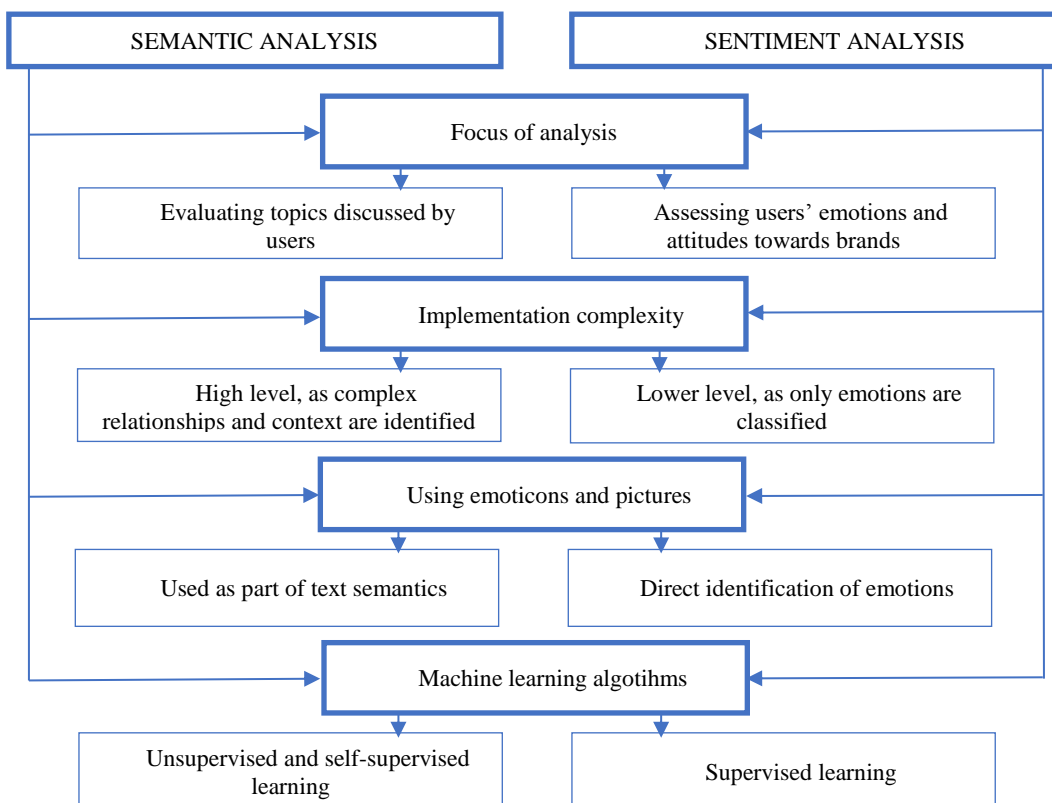 SEMANTIC ANALYSIS
SENTIMENT ANALYSIS
Focus of analysis
Evaluating topics discussed by
users
Assessing users’ emotions and
attitudes towards brands
Implementation complexity
High level, as complex
relationships and context are identified
Lower level, as only emotions are
classified
Using emoticons and pictures
Used as part of text semantics
Direct identification of emotions
Machine learning algotihms
Unsupervised and self-supervised
learning
Supervised learning